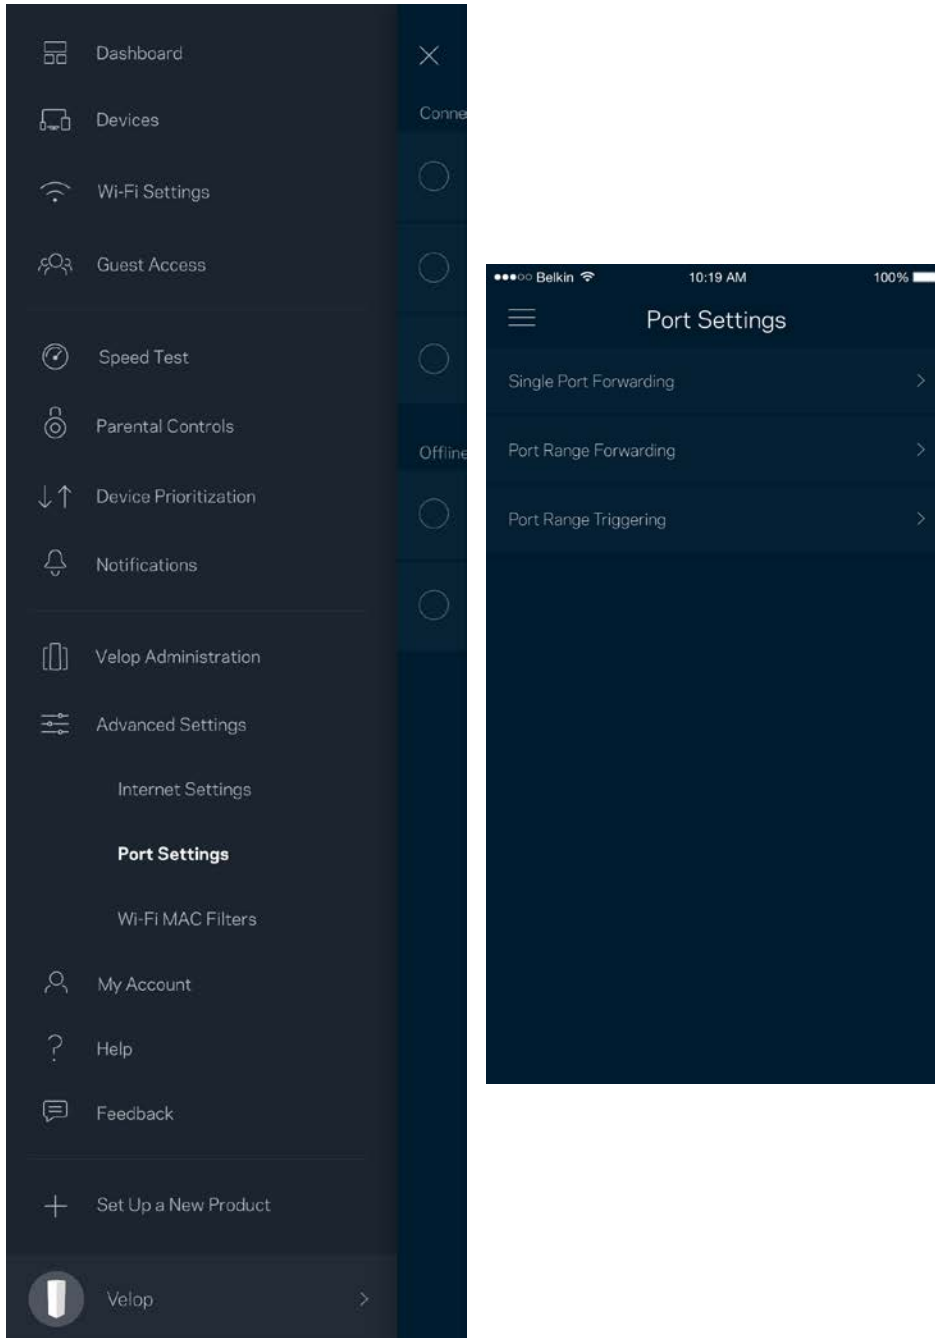 Dashboard
Devices
Wi-Fi Settings
Guest Access
Speed Test
Parental Controls
Device Prioritization
Notifications
Velop Administration
Advanced Settings
Internet Settings
Port Settings
Wi-Fi MAC Filters
My Account
Help
Feedback
Set Up a New Product
Velop
Conne
Offline
Belkin 10:19 AM 100%
Port Settings
Single Port Forwarding
Port Range Forwarding
Port Range Triggering